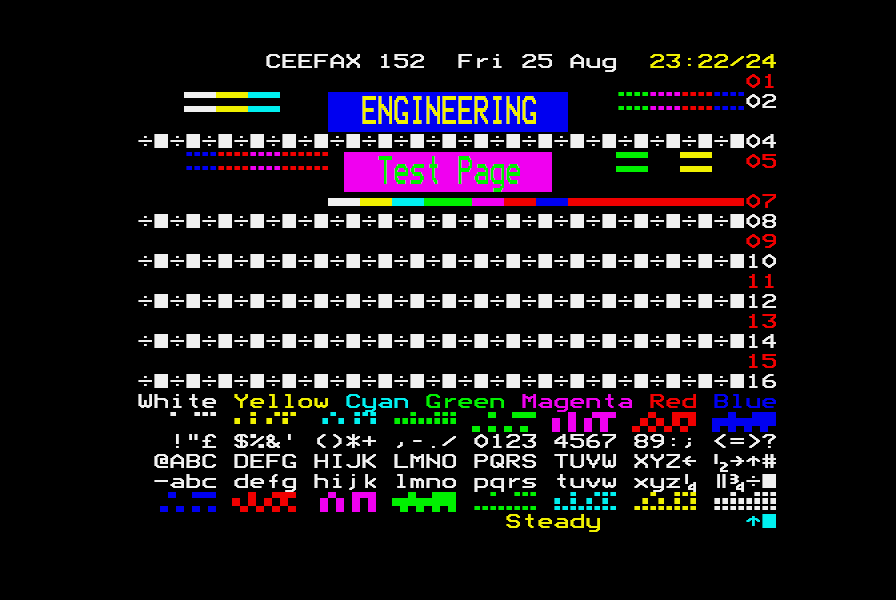 CEEFAX 152 Fri 25 Aug 23:22/24
01
ENGINEERING 02
÷■÷■÷■÷■÷■÷■÷■÷■÷■÷■÷■÷■÷■÷■÷■÷■÷■÷■÷■04
Test Page 05
07
÷■÷■÷■÷■÷■÷■÷■÷■÷■÷■÷■÷■÷■÷■÷■÷■÷■÷■÷■08
09
÷■÷■÷■÷■÷■÷■÷■÷■÷■÷■÷■÷■÷■÷■÷■÷■÷■÷■÷■10
11
÷■÷■÷■÷■÷■÷■÷■÷■÷■÷■÷■÷■÷■÷■÷■÷■÷■÷■÷■12
13
÷■÷■÷■÷■÷■÷■÷■÷■÷■÷■÷■÷■÷■÷■÷■÷■÷■÷■÷■14
15
÷■÷■÷■÷■÷■÷■÷■÷■÷■÷■÷■÷■÷■÷■÷■÷■÷■÷■÷■16
White Yellow Cyan Green Magenta Red Blue
!"£ $%&' ()*+ ,-./ 0123 4567 89:; <=>?
@ABC DEFG HIJK LMNO PQRS TUVW XYZ← ½→↑#
—abc defg hijk lmno pqrs tuvw xyz¼ ‖¾÷■
Steady ↑■